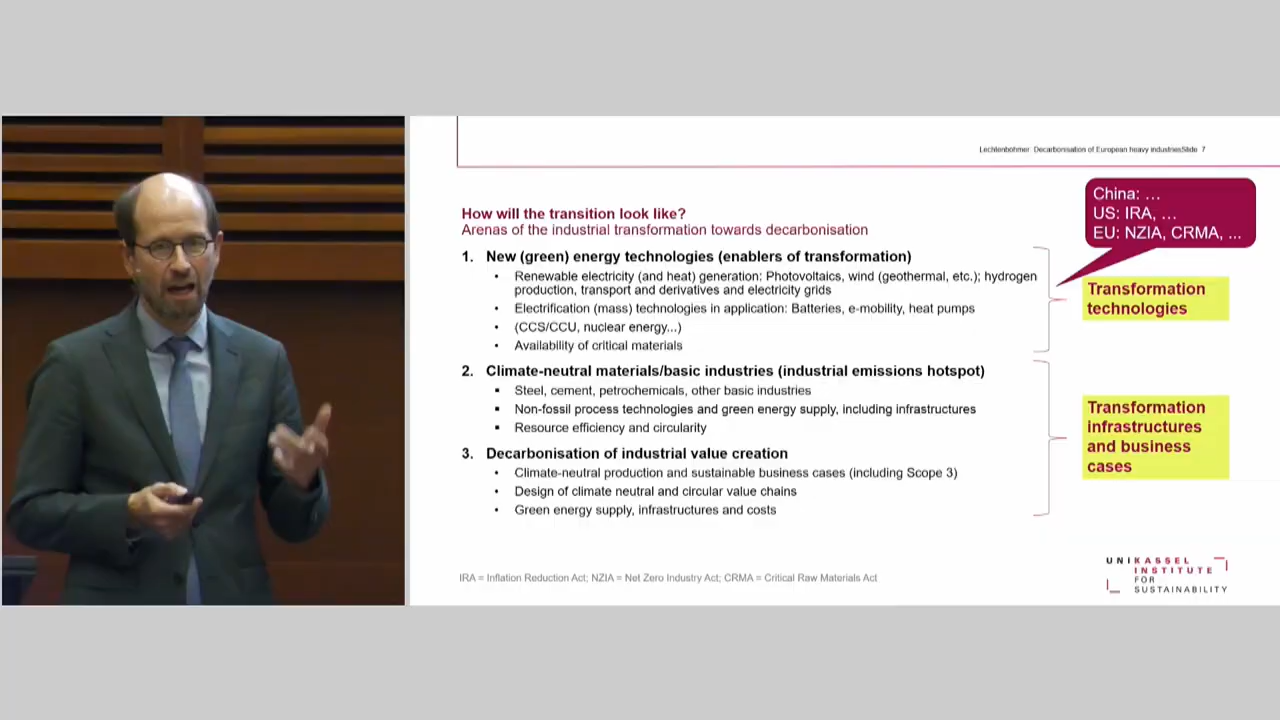 Lechtenböhmer Decarbonisation of European heavy industriesSlide 7
China: ...
US: IRA, ...
EU: NZIA, CRMA, ...
How will the transition look like?
Arenas of the industrial transformation towards decarbonisation
1. New (green) energy technologies (enablers of transformation)
• Renewable electricity (and heat) generation: Photovoltaics, wind (geothermal, etc.); hydrogen
production, transport and derivatives and electricity grids
• Electrification (mass) technologies in application: Batteries, e-mobility, heat pumps
• (CCS/CCU, nuclear energy...)
• Availability of critical materials
Transformation
technologies
2. Climate-neutral materials/basic industries (industrial emissions hotspot)
▪ Steel, cement, petrochemicals, other basic industries
▪ Non-fossil process technologies and green energy supply, including infrastructures
▪ Resource efficiency and circularity
3. Decarbonisation of industrial value creation
• Climate-neutral production and sustainable business cases (including Scope 3)
• Design of climate neutral and circular value chains
• Green energy supply, infrastructures and costs
Transformation
infrastructures
and business
cases
IRA = Inflation Reduction Act; NZIA = Net Zero Industry Act; CRMA = Critical Raw Materials Act
UNIKASSEL
INSTITUTE
FOR
SUSTAINABILITY